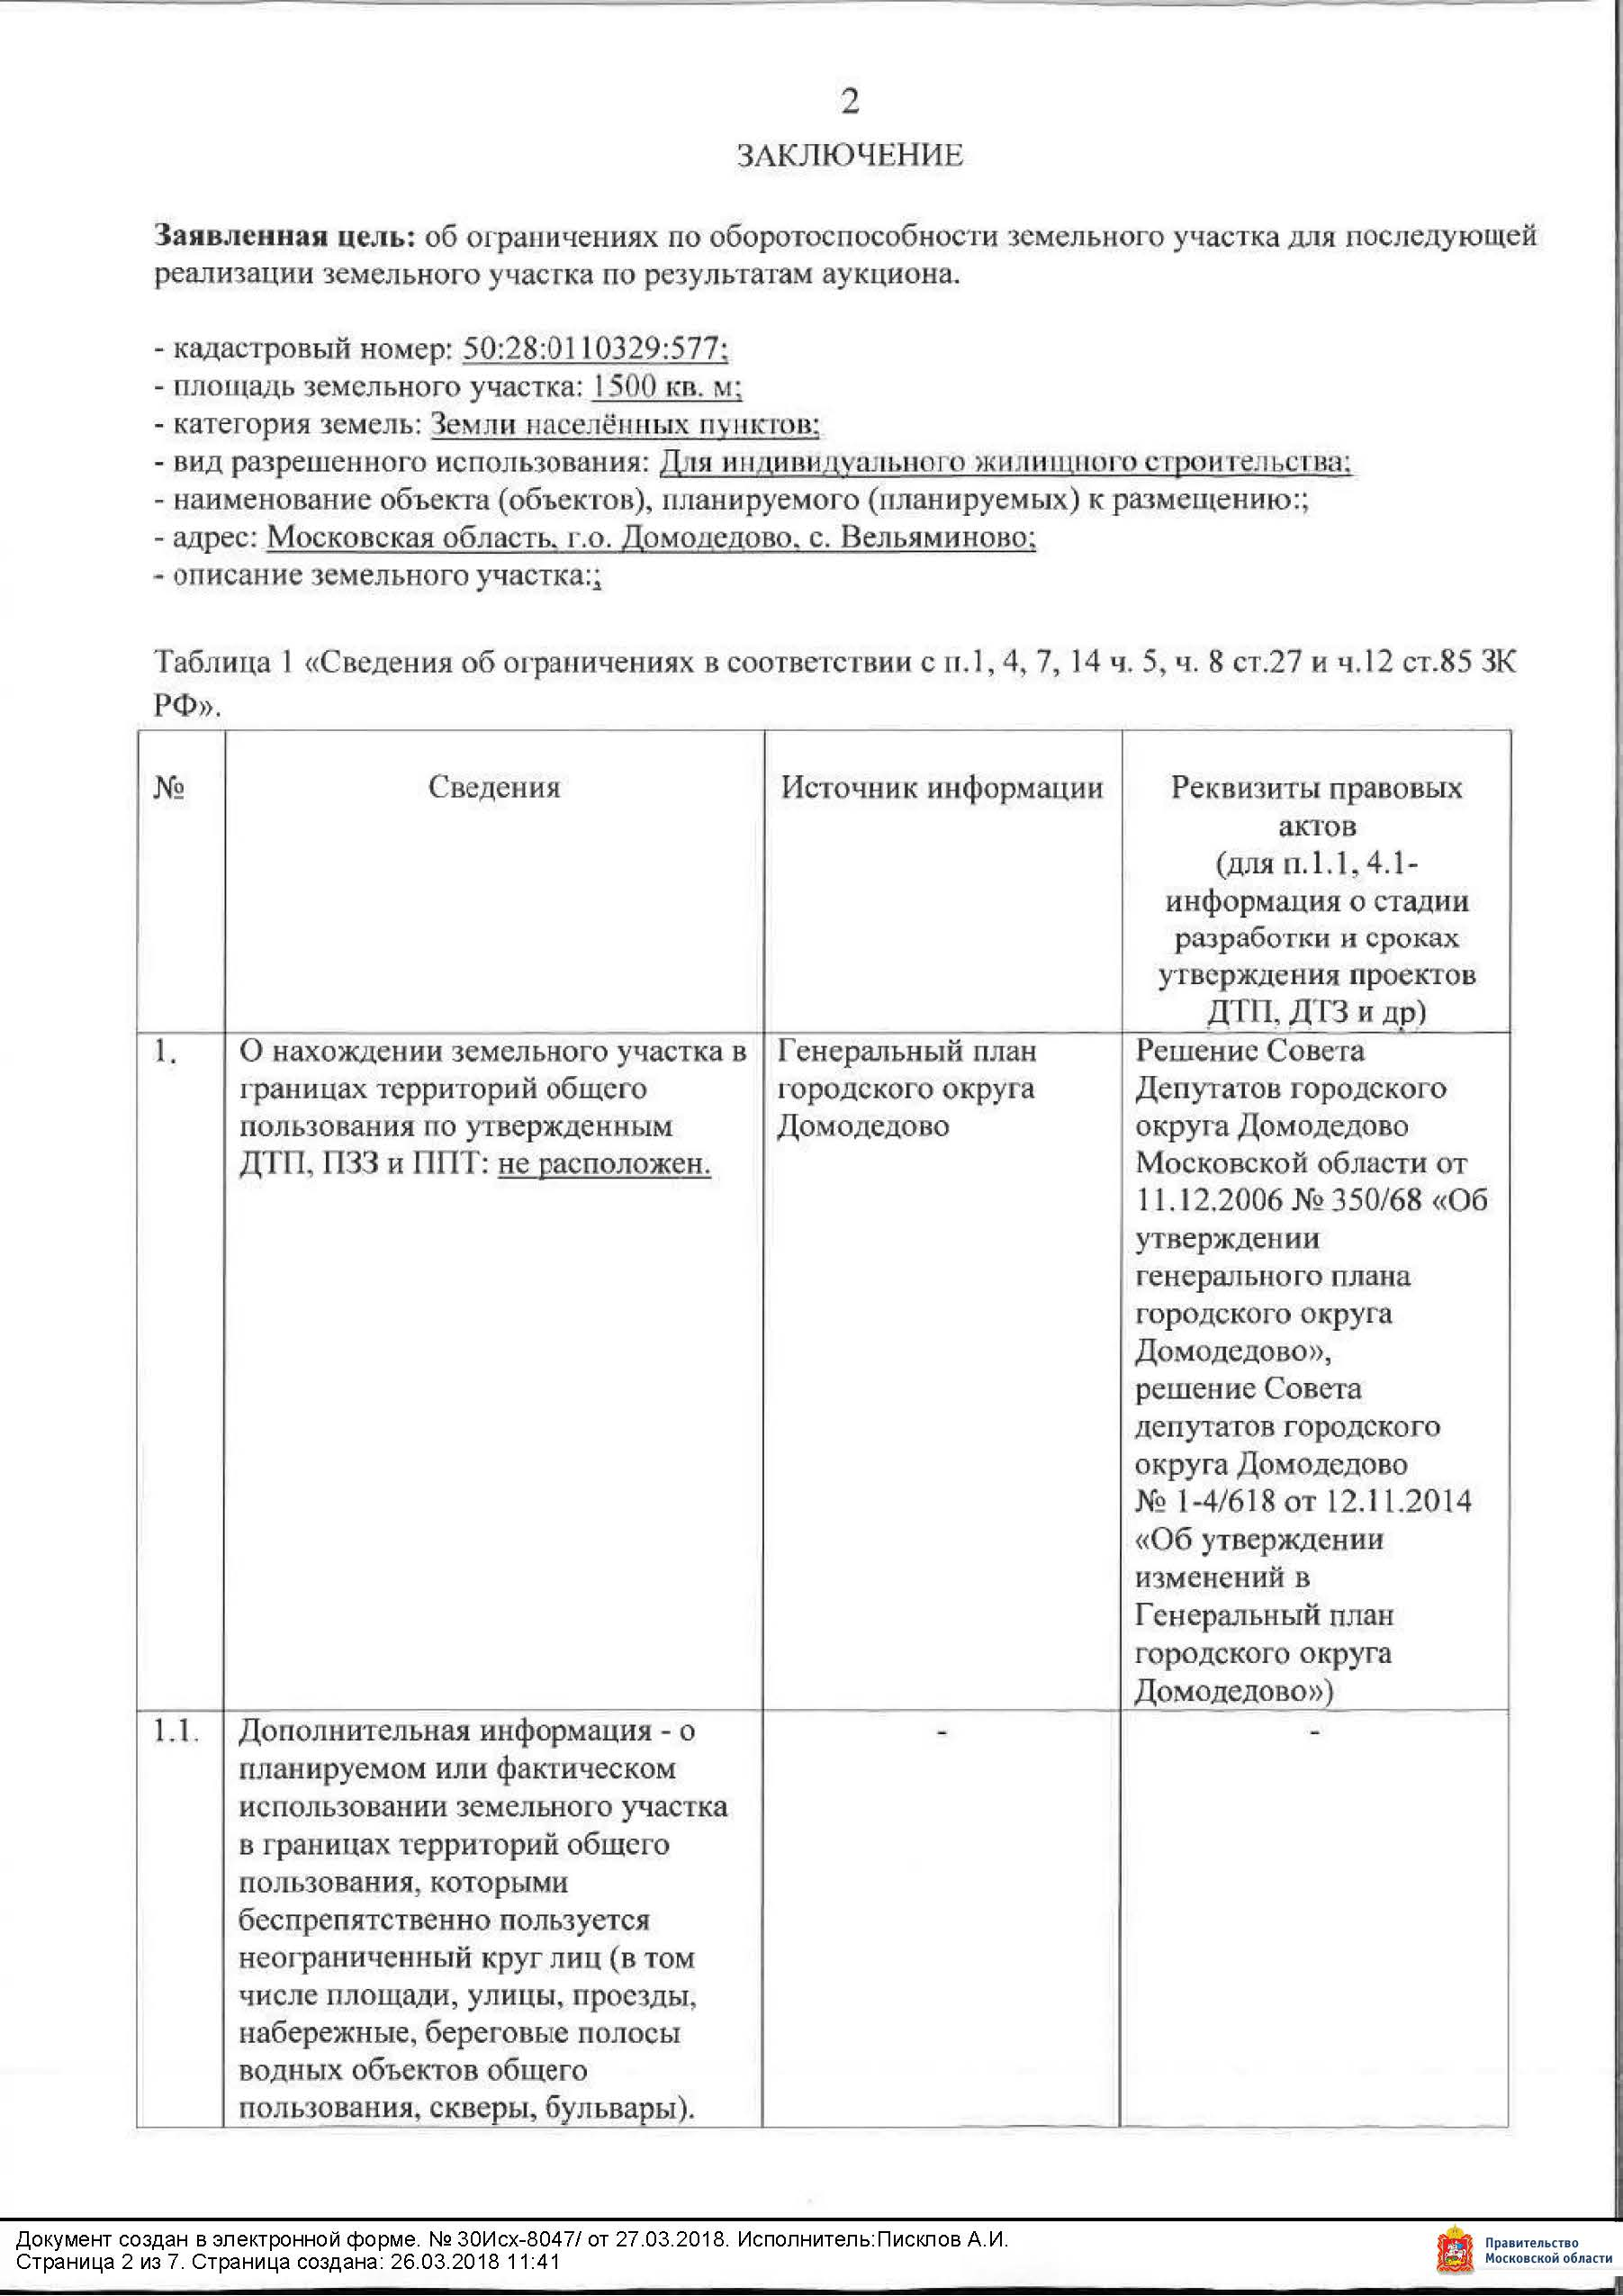 2
ЗАКЛЮЧЕНИЕ
Заявленная цель: об ограничениях по оборотоспособности земельного участка для последующей
реализации земельного участка по результатам аукциона.
- кадастровый номер: 50:28:0110329:577;
- площадь земельного участка: 1500 кв. м;
- категория земель: Земли населённых пунктов;
- вид разрешенного использования: Для индивидуального жилищного строительства;
- наименование объекта (объектов), планируемого (планируемых) к размещению:;
- адрес: Московская область, г.о. Домодедово, с. Вельяминово;
- описание земельного участка:;
Таблица 1 «Сведения об ограничениях в соответствии с п.1, 4, 7, 14 ч. 5, ч. 8 ст.27 и ч.12 ст.85 ЗК
РФ».
№
Сведения
Источник информации
Реквизиты правовых
актов
(для п.1.1, 4.1-
информация о стадии
разработки и сроках
утверждения проектов
ДТП, ДТЗ и др)
1.
О нахождении земельного участка в
границах территорий общего
пользования по утвержденным
ДТП, ПЗЗ и ППТ: не расположен.
Генеральный план
городского округа
Домодедово
Решение Совета
Депутатов городского
округа Домодедово
Московской области от
11.12.2006 № 350/68 «Об
утверждении
генерального плана
городского округа
Домодедово»,
решение Совета
депутатов городского
округа Домодедово
№ 1-4/618 от 12.11.2014
«Об утверждении
изменений в
Генеральный план
городского округа
Домодедово»)
1.1.
Дополнительная информация - о
планируемом или фактическом
использовании земельного участка
в границах территорий общего
пользования, которыми
беспрепятственно пользуется
неограниченный круг лиц (в том
числе площади, улицы, проезды,
набережные, береговые полосы
водных объектов общего
пользования, скверы, бульвары).
-
-
Документ создан в электронной форме. № 30Исх-8047/ от 27.03.2018. Исполнитель:Писклов А.И.
Страница 2 из 7. Страница создана: 26.03.2018 11:41
Правительство
Московской области